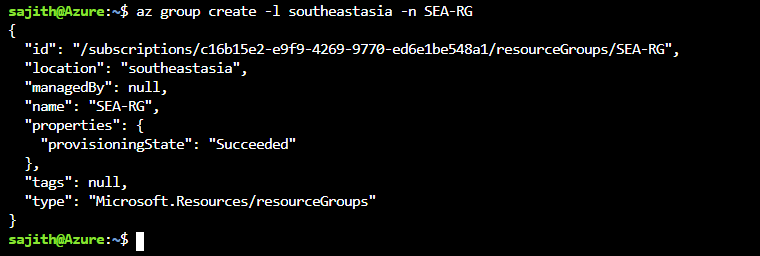 sajith@Azure:~$ az group create -l southeastasia -n SEA-RG
{
  "id": "/subscriptions/c16b15e2-e9f9-4269-9770-ed6e1be548a1/resourceGroups/SEA-RG",
  "location": "southeastasia",
  "managedBy": null,
  "name": "SEA-RG",
  "properties": {
    "provisioningState": "Succeeded"
  },
  "tags": null,
  "type": "Microsoft.Resources/resourceGroups"
}
sajith@Azure:~$